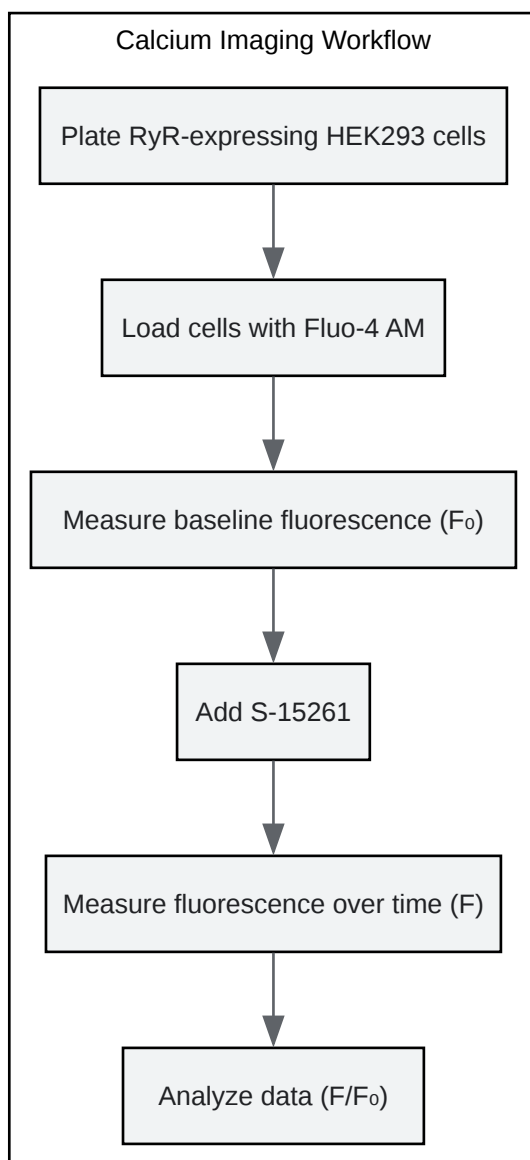 Calcium Imaging Workflow
Plate RyR-expressing HEK293 cells
Load cells with Fluo-4 AM
Measure baseline fluorescence (F₀)
Add S-15261
Measure fluorescence over time (F)
Analyze data (F/F₀)